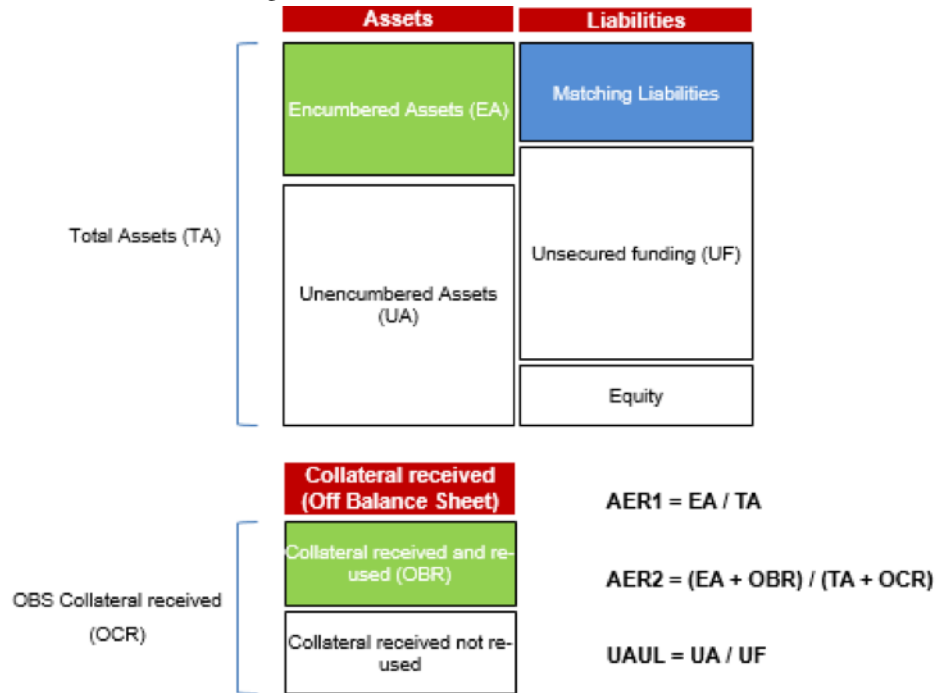 Assets
Liabilities
Encumbered Assets (EA)
Matching Liabilities
Total Assets (TA)
Unencumbered Assets
(UA)
Unsecured funding (UF)
Equity
Collateral received
(Off Balance Sheet)
AER1 = EA / TA
OBS Collateral received
(OCR)
Collateral received and re-
used (OBR)
AER2 = (EA + OBR) / (TA + OCR)
Collateral received not re-
used
UAUL = UA / UF